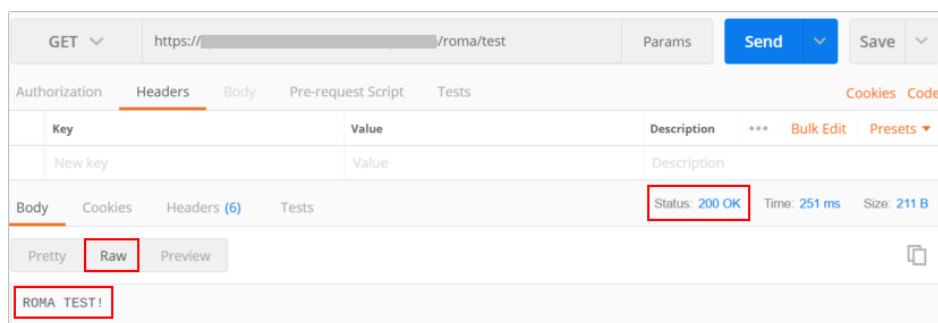 GET https:// /roma/test Params Send Save
Authorization Headers Body Pre-request Script Tests Cookies Code
Key Value Description ••• Bulk Edit Presets
New key Value Description
Body Cookies Headers (6) Tests Status: 200 OK Time: 251 ms Size: 211 B
Pretty Raw Preview
ROMA TEST!